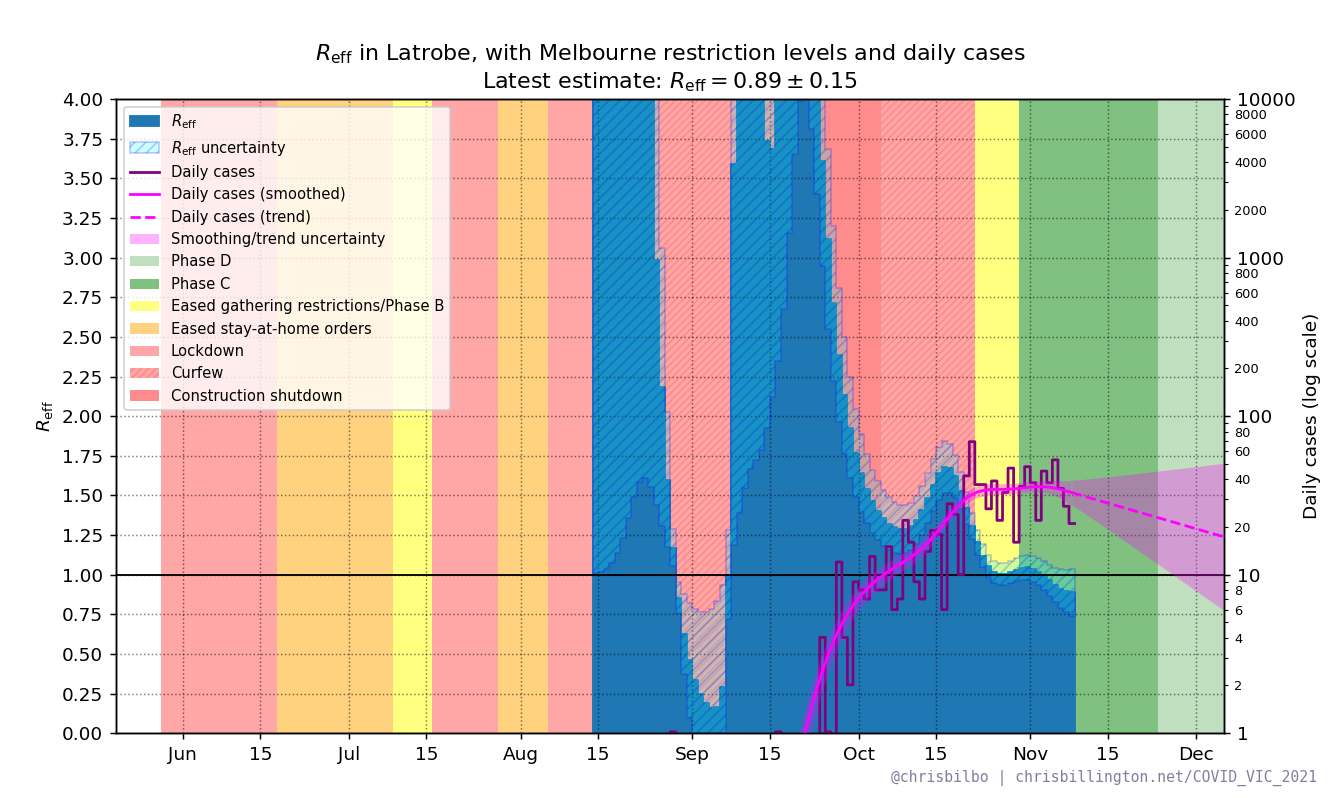 Reff in Latrobe, with Melbourne restriction levels and daily cases
Latest estimate: Reff = 0.89 ± 0.15
Reff
Reff uncertainty
Daily cases
Daily cases (smoothed)
Daily cases (trend)
Smoothing/trend uncertainty
Phase D
Phase C
Eased gathering restrictions/Phase B
Eased stay-at-home orders
Lockdown
Curfew
Construction shutdown
Reff
4.00
3.75
3.50
3.25
3.00
2.75
2.50
2.25
2.00
1.75
1.50
1.25
1.00
0.75
0.50
0.25
0.00
Jun 15 Jul 15 Aug 15 Sep 15 Oct 15 Nov 15 Dec
10000
8000
6000
4000
2000
1000
800
600
400
200
100
80
60
40
20
10
8
6
4
2
1
Daily cases (log scale)
@chrisbilbo | chrisbillington.net/COVID_VIC_2021